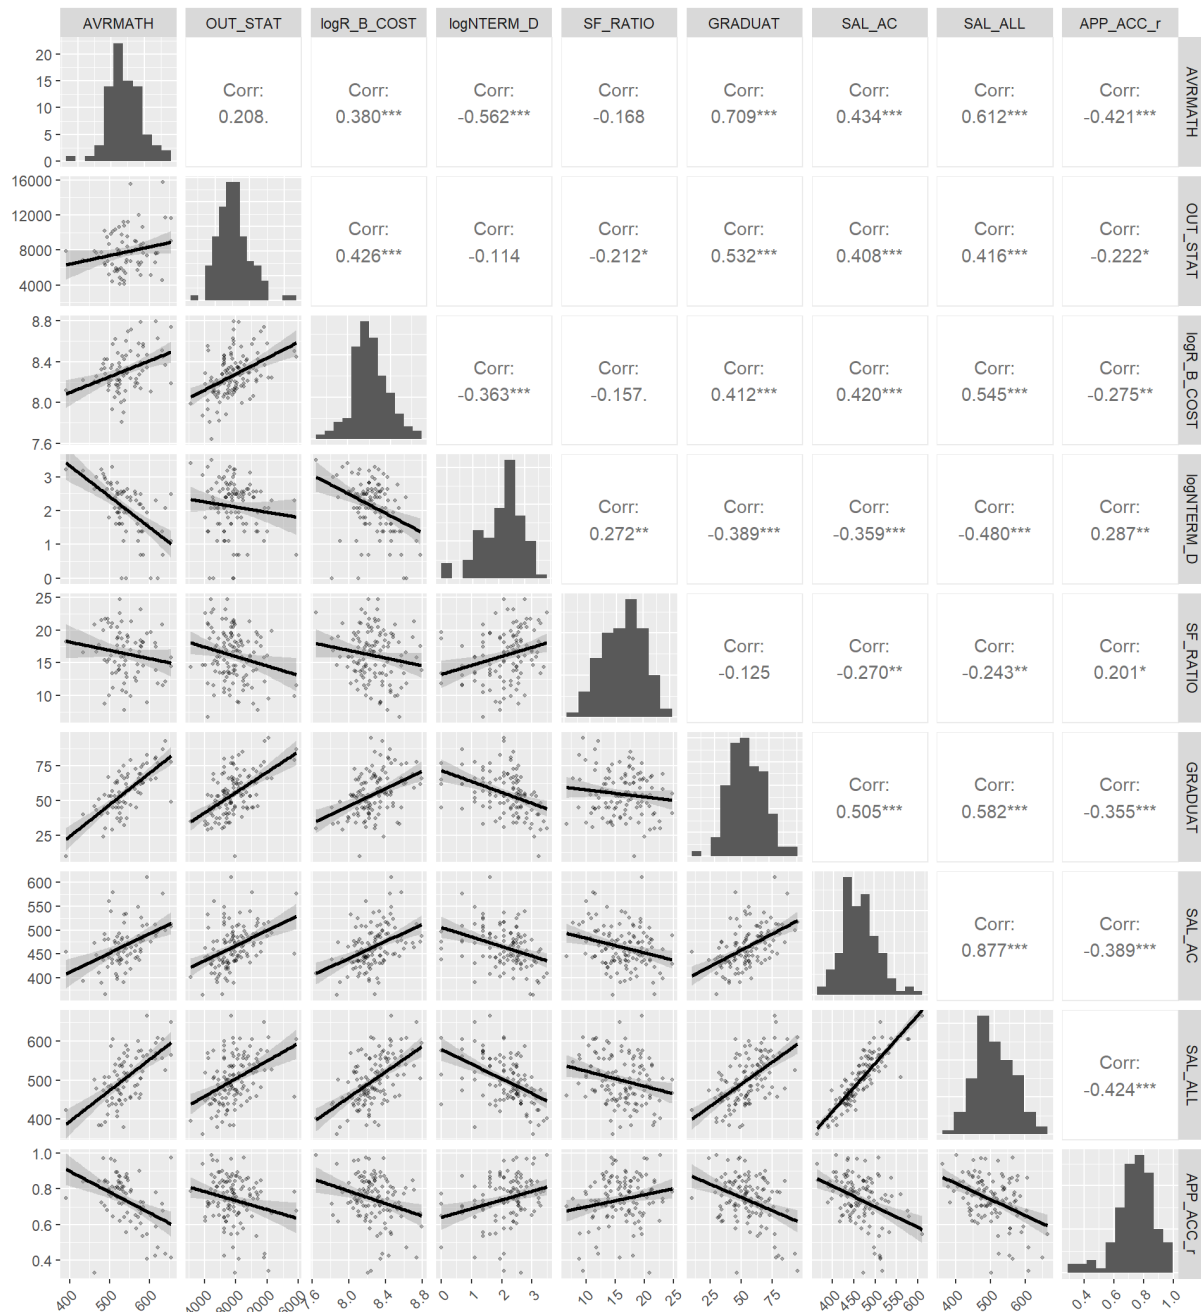 AVRMATH OUT_STAT logR_B_COST logNTERM_D SF_RATIO GRADUAT SAL_AC SAL_ALL APP_ACC_r
20
15
10
5
0
Corr: Corr: Corr: Corr: Corr: Corr: Corr: Corr:
0.208. 0.380*** -0.562*** -0.168 0.709*** 0.434*** 0.612*** -0.421***
AVRMATH
16000
12000
8000
4000
Corr: Corr: Corr: Corr: Corr: Corr: Corr:
0.426*** -0.114 -0.212* 0.532*** 0.408*** 0.416*** -0.222*
OUT_STAT
8.8
8.4
8.0
7.6
Corr: Corr: Corr: Corr: Corr: Corr:
-0.363*** -0.157. 0.412*** 0.420*** 0.545*** -0.275**
logR_B_COST
3
2
1
0
Corr: Corr: Corr: Corr: Corr:
0.272** -0.389*** -0.359*** -0.480*** 0.287**
logNTERM_D
25
20
15
10
Corr: Corr: Corr: Corr:
-0.125 -0.270** -0.243** 0.201*
SF_RATIO
75
50
25
Corr: Corr: Corr:
0.505*** 0.582*** -0.355***
GRADUAT
600
550
500
450
400
Corr: Corr:
0.877*** -0.389***
SAL_AC
600
500
400
Corr:
-0.424***
SAL_ALL
1.0
0.8
0.6
0.4
APP_ACC_r
400 600 4000 8000 12000 16000 7.6 8.0 8.4 8.8 0 1 2 3 10 15 20 25 25 50 75 400 450 500 550 600 400 500 600 0.4 0.6 0.8 1.0